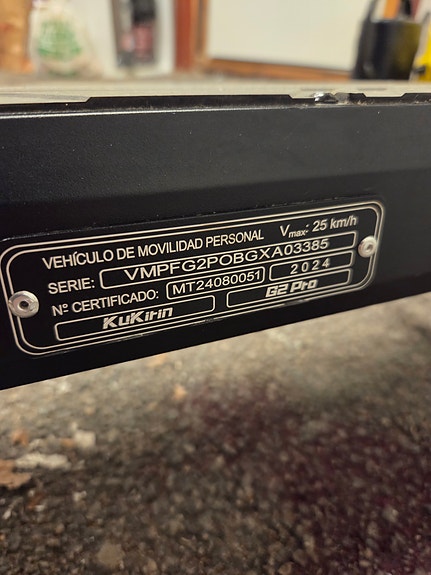 VEHÍCULO DE MOVILIDAD PERSONAL Vmax: 25 km/h
SERIE: VMPFG2POBGXA03385
Nº CERTIFICADO: MT24080051 2024
KuKirin G2 Pro